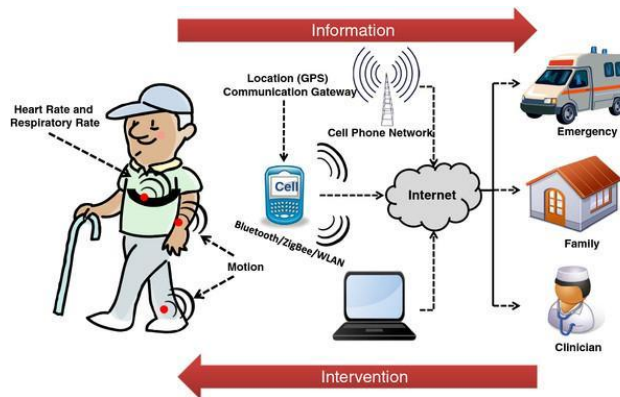 Information
Location (GPS)
Communication Gateway
Heart Rate and
Respiratory Rate
Cell Phone Network
Emergency
Cell
Internet
Bluetooth/ZigBee/WLAN
Family
Motion
Clinician
Intervention